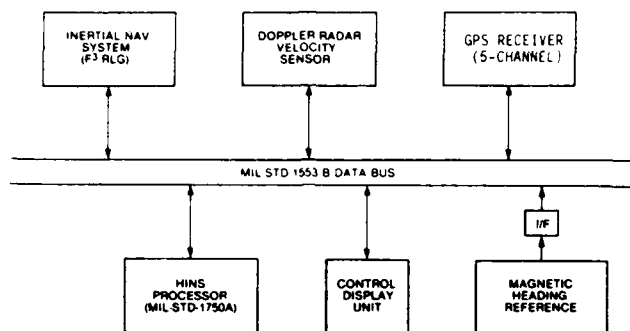 INERTIAL NAV
SYSTEM
(F³ RLG)
DOPPLER RADAR
VELOCITY
SENSOR
GPS RECEIVER
(5-CHANNEL)
MIL STD 1553 B DATA BUS
I/F
HINS
PROCESSOR
(MIL-STD-1750A)
CONTROL
DISPLAY
UNIT
MAGNETIC
HEADING
REFERENCE